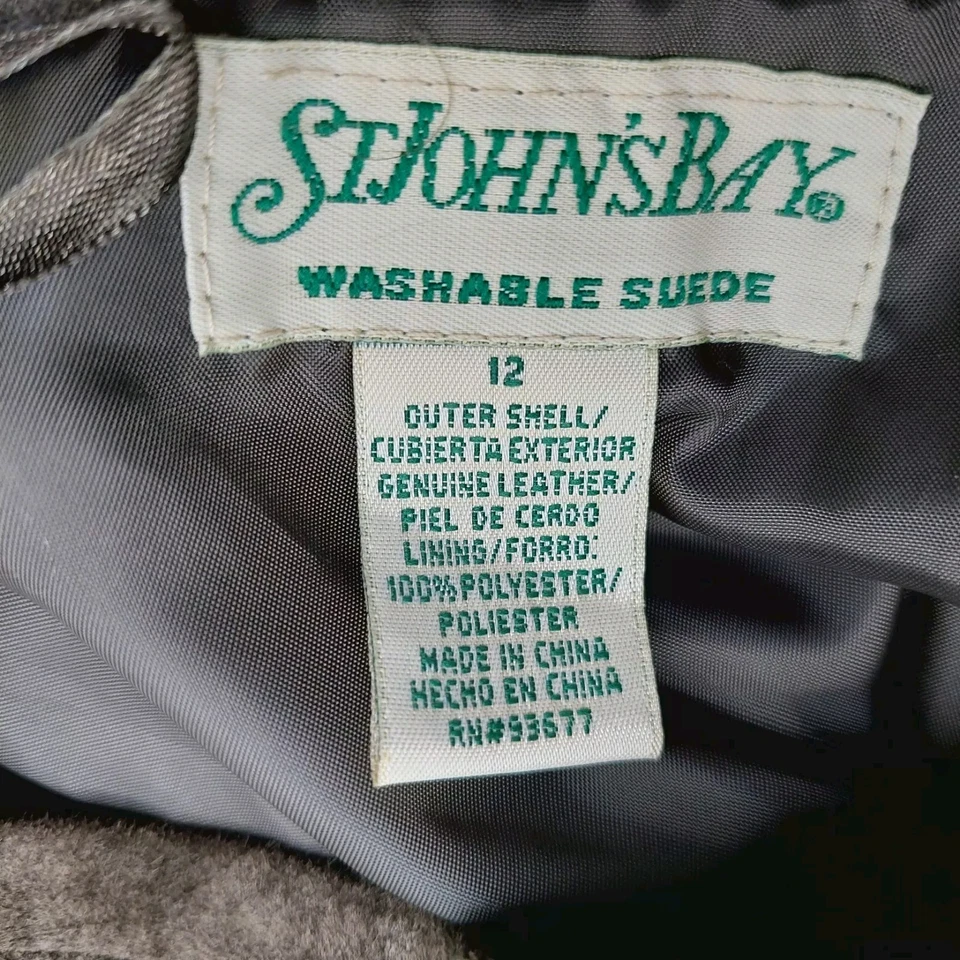 ST. JOHN'S BAY®
WASHABLE SUEDE
12
OUTER SHELL/
CUBIERTA EXTERIOR
GENUINE LEATHER/
PIEL DE CERDO
LINING/FORRO:
100% POLYESTER/
POLIESTER
MADE IN CHINA
HECHO EN CHINA
RN#93677